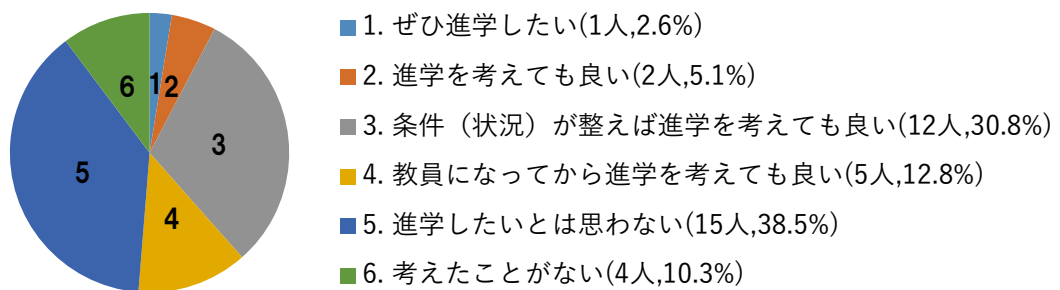 1. ぜひ進学したい(1人,2.6%)
2. 進学を考えても良い(2人,5.1%)
3. 条件（状況）が整えば進学を考えても良い(12人,30.8%)
4. 教員になってから進学を考えても良い(5人,12.8%)
5. 進学したいとは思わない(15人,38.5%)
6. 考えたことがない(4人,10.3%)
1
2
3
4
5
6